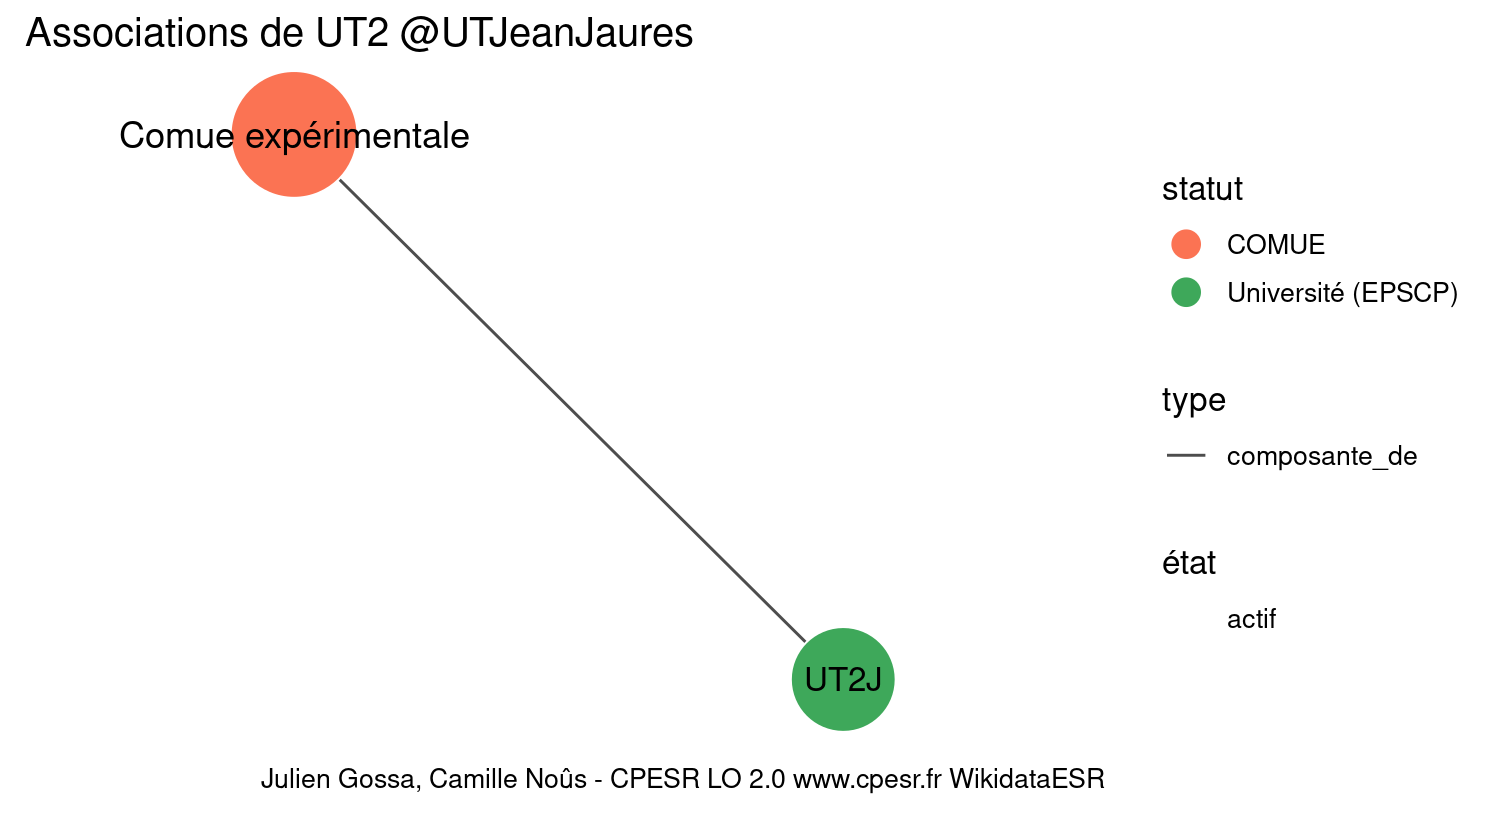 Associations de UT2 @UTJeanJaures
Comue expérimentale
statut
COMUE
Université (EPSCP)
type
composante_de
état
actif
UT2J
Julien Gossa, Camille Noûs - CPESR LO 2.0 www.cpesr.fr WikidataESR